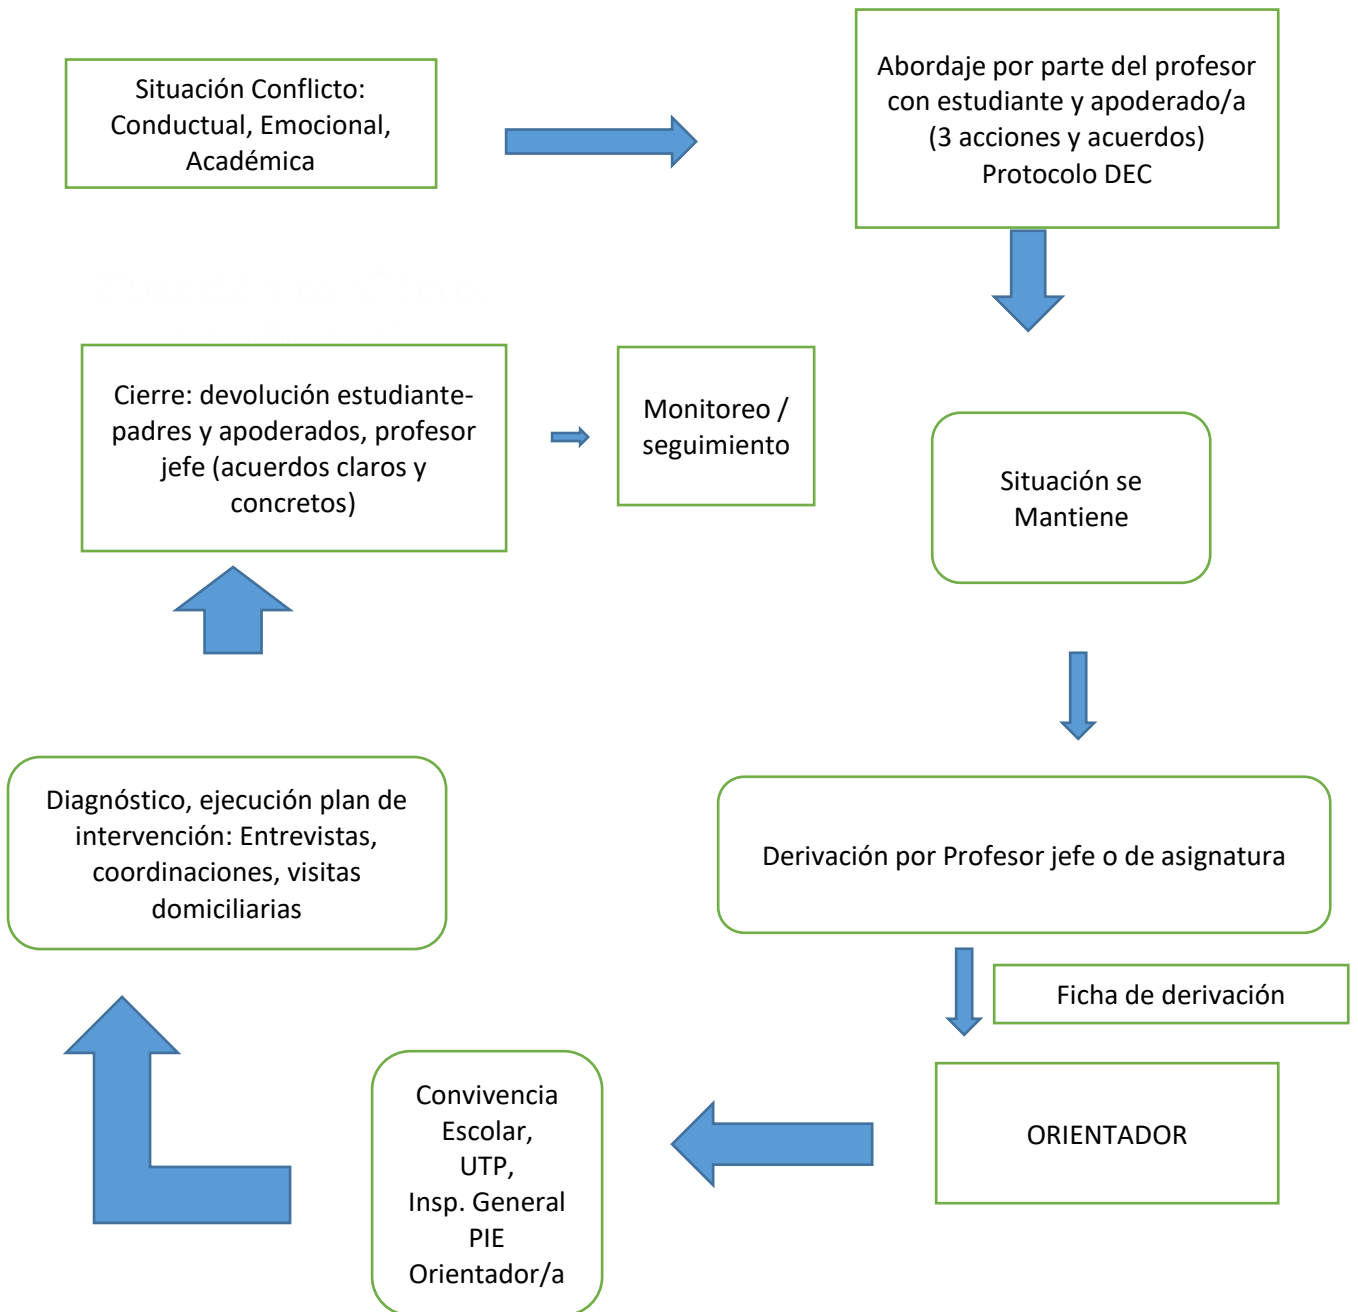 Situación Conflicto:
Conductual, Emocional,
Académica
Abordaje por parte del profesor
con estudiante y apoderado/a
(3 acciones y acuerdos)
Protocolo DEC
Cierre: devolución estudiante-
padres y apoderados, profesor
jefe (acuerdos claros y
concretos)
Monitoreo /
seguimiento
Situación se
Mantiene
Diagnóstico, ejecución plan de
intervención: Entrevistas,
coordinaciones, visitas
domiciliarias
Derivación por Profesor jefe o de asignatura
Ficha de derivación
Convivencia
Escolar,
UTP,
Insp. General
PIE
Orientador/a
ORIENTADOR